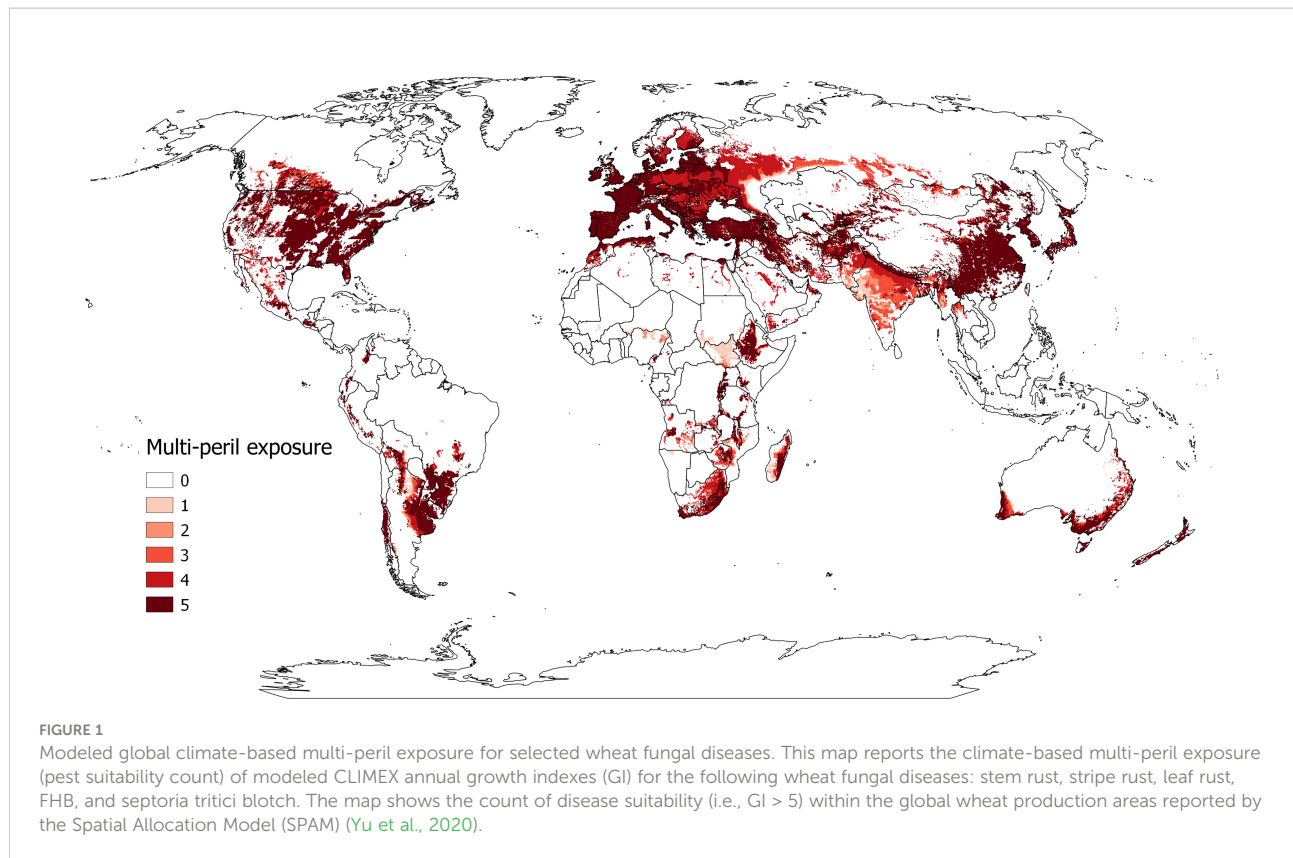 Multi-peril exposure
0
1
2
3
4
5
FIGURE 1
Modeled global climate-based multi-peril exposure for selected wheat fungal diseases. This map reports the climate-based multi-peril exposure
(pest suitability count) of modeled CLIMEX annual growth indexes (GI) for the following wheat fungal diseases: stem rust, stripe rust, leaf rust,
FHB, and septoria tritici blotch. The map shows the count of disease suitability (i.e., GI > 5) within the global wheat production areas reported by
the Spatial Allocation Model (SPAM) (Yu et al., 2020).